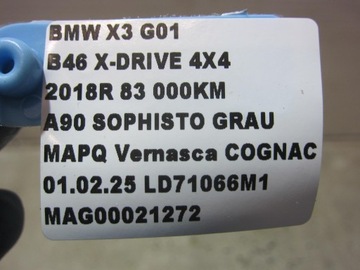 BMW X3 G01
B46 X-DRIVE 4X4
2018R 83 000KM
A90 SOPHISTO GRAU
MAPQ Vernasca COGNAC
01.02.25 LD71066M1
MAG00021272